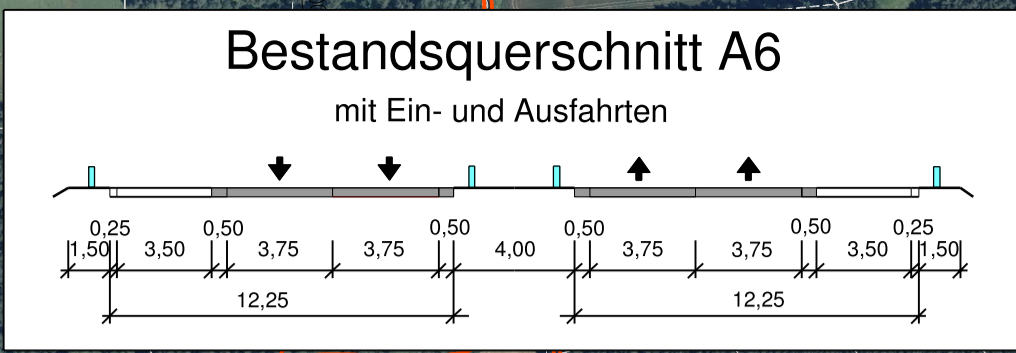 Bestandsquerschnitt A6
mit Ein- und Ausfahrten
0,25 0,50 0,50 0,50 0,50 0,25
1,50 3,50 3,75 3,75 4,00 3,75 3,75 3,50 1,50
12,25 12,25